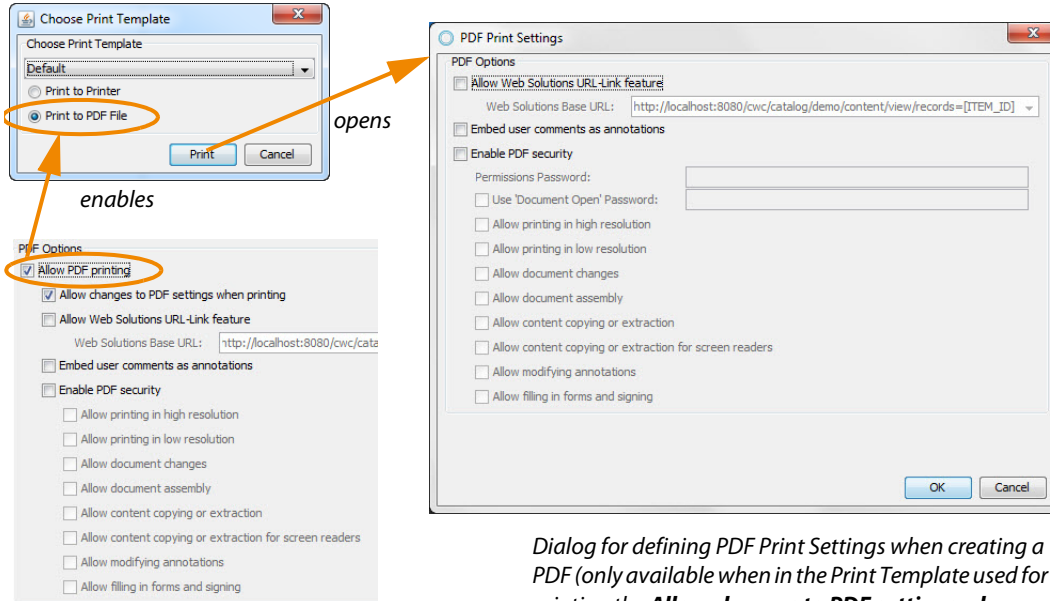 Choose Print Template
Choose Print Template
Default
Print to Printer
Print to PDF File
Print
Cancel
opens
enables
PDF Options
Allow PDF printing
Allow changes to PDF settings when printing
Allow Web Solutions URL-Link feature
Web Solutions Base URL:
http://localhost:8080/cwc/cata
Embed user comments as annotations
Enable PDF security
Allow printing in high resolution
Allow printing in low resolution
Allow document changes
Allow document assembly
Allow content copying or extraction
Allow content copying or extraction for screen readers
Allow modifying annotations
Allow filling in forms and signing
PDF Print Settings
PDF Options
Allow Web Solutions URL-Link feature
Web Solutions Base URL: http://localhost:8080/cwc/catalog/demo/content/view/records=[ITEM_ID]
Embed user comments as annotations
Enable PDF security
Permissions Password:
Use 'Document Open' Password:
Allow printing in high resolution
Allow printing in low resolution
Allow document changes
Allow document assembly
Allow content copying or extraction
Allow content copying or extraction for screen readers
Allow modifying annotations
Allow filling in forms and signing
OK
Cancel
Dialog for defining PDF Print Settings when creating a
PDF (only available when in the Print Template used for